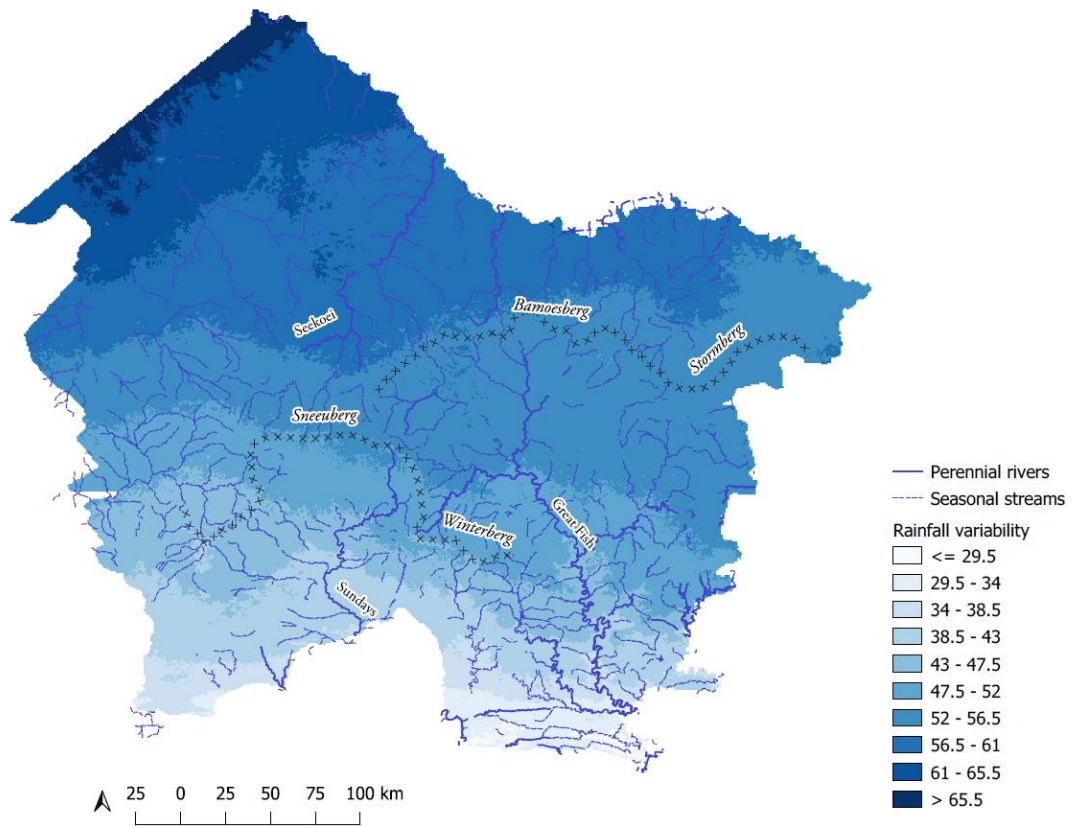 Bamoesberg
Seekoei
Stormberg
Sneeuberg
Winterberg
Great Fish
Sundays
Perennial rivers
Seasonal streams
Rainfall variability
<= 29.5
29.5 - 34
34 - 38.5
38.5 - 43
43 - 47.5
47.5 - 52
52 - 56.5
56.5 - 61
61 - 65.5
> 65.5
25 0 25 50 75 100 km